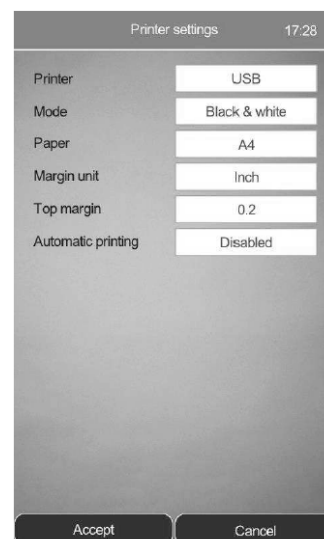 Printer settings 17:28
Printer USB
Mode Black & white
Paper A4
Margin unit Inch
Top margin 0.2
Automatic printing Disabled
Accept Cancel